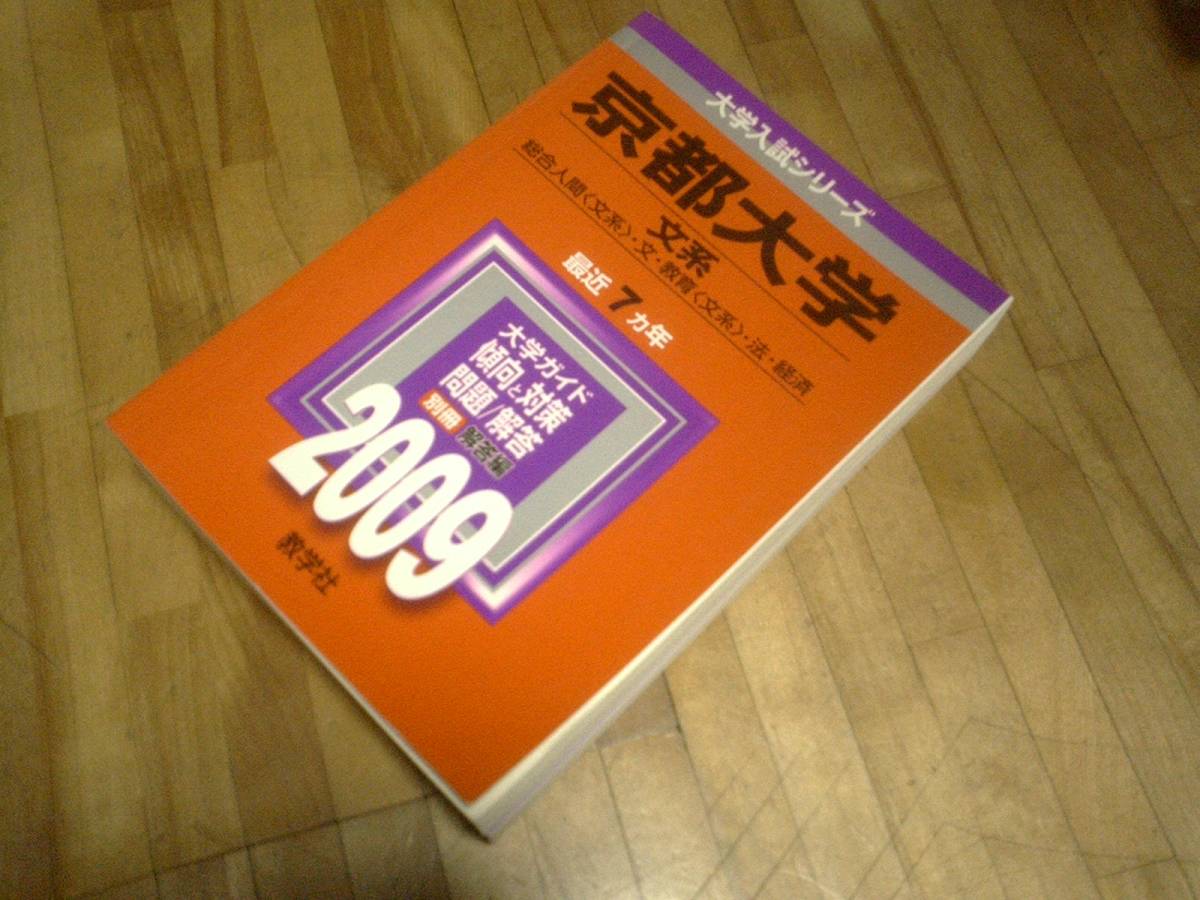 大学入試シリーズ
京都大学
文系
総合人間〈文系〉・文・教育〈文系〉・法・経済
最近7ヵ年
大学ガイド
傾向と対策
問題/解答
別冊 解答編
2009
教学社